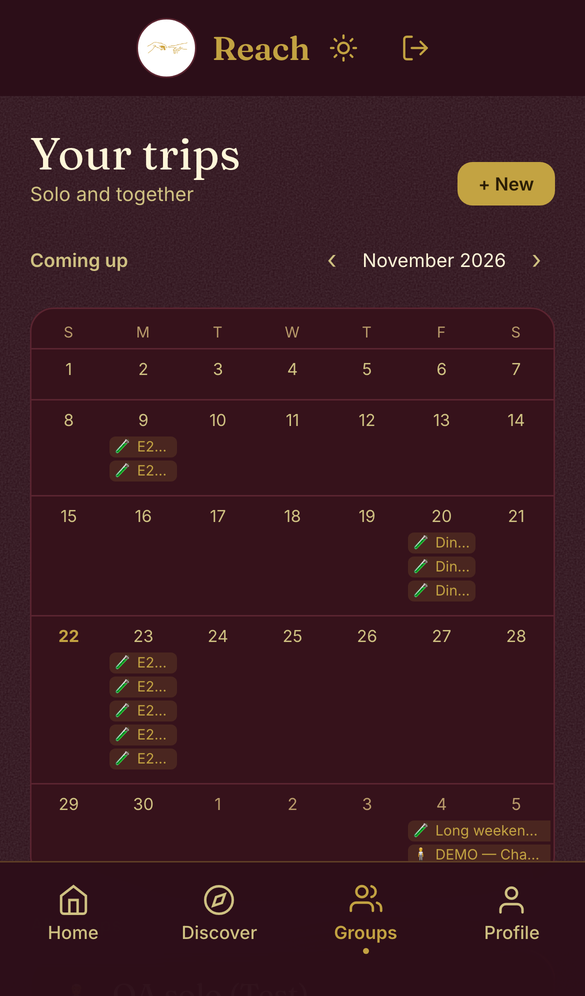 Reach
Your trips
Solo and together
+ New
Coming up
‹ November 2026 ›
S M T W T F S
1 2 3 4 5 6 7
8 9 10 11 12 13 14
E2...
E2...
15 16 17 18 19 20 21
Din...
Din...
Din...
22 23 24 25 26 27 28
E2...
E2...
E2...
E2...
E2...
29 30 1 2 3 4 5
Long weeken...
DEMO — Cha...
Home Discover Groups Profile